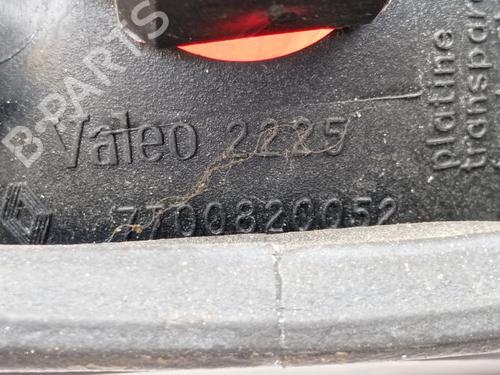 B-PARTS
Valeo 2225
7700820052
platine
transpar